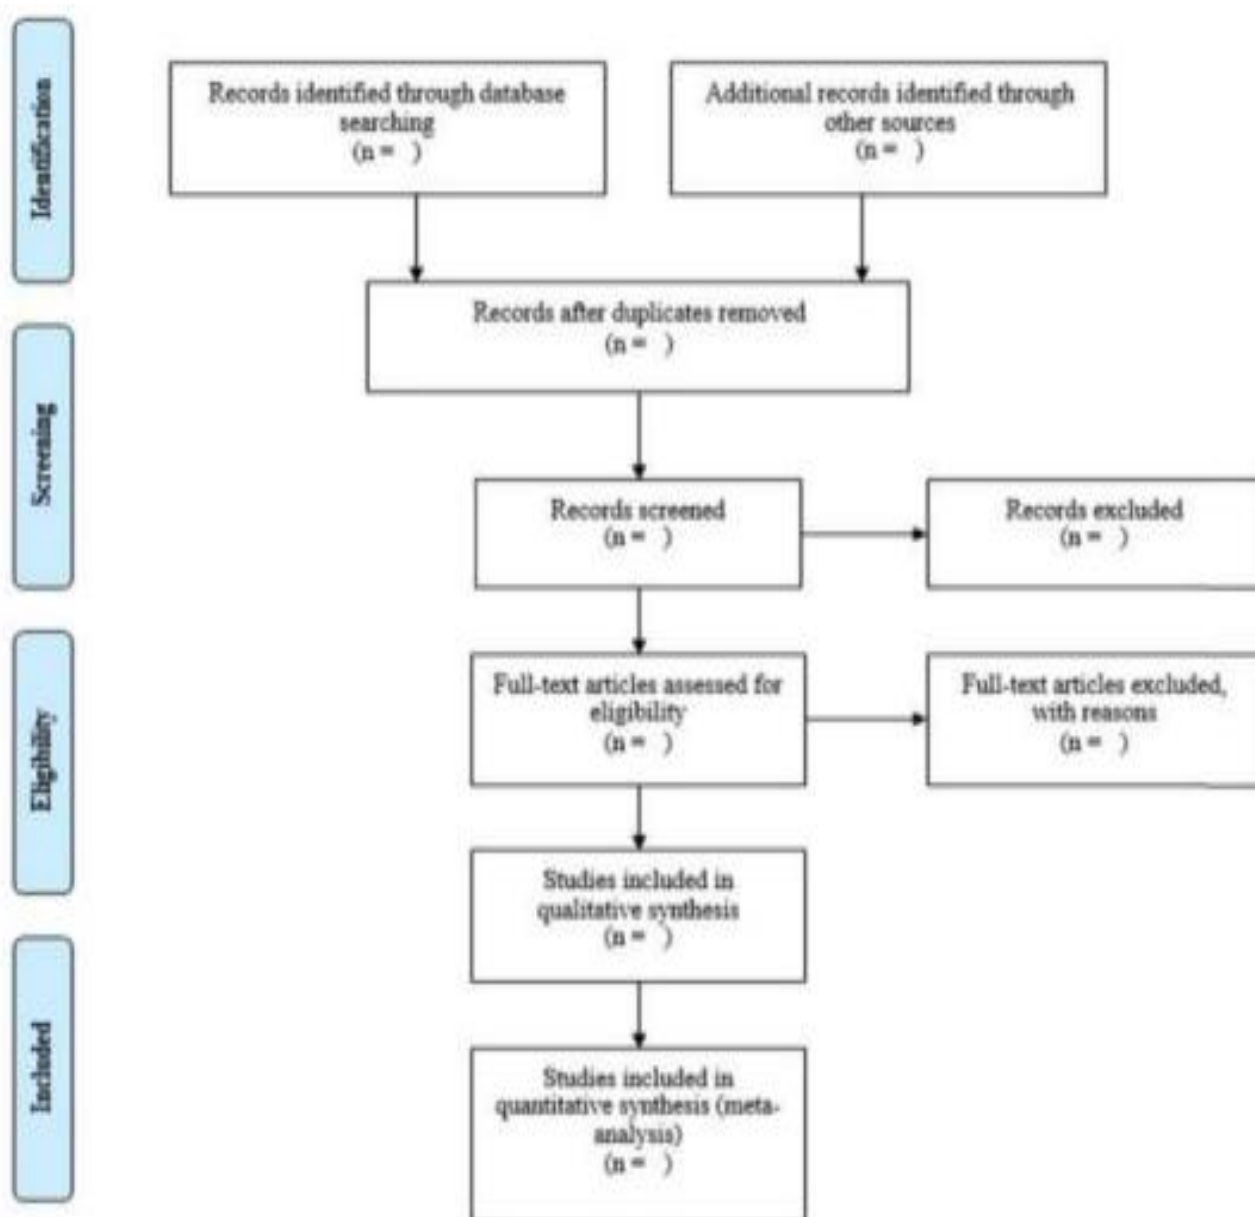 Identification
Records identified through database
searching
(n =   )
Additional records identified through
other sources
(n =   )
Records after duplicates removed
(n =   )
Screening
Records screened
(n =   )
Records excluded
(n =   )
Eligibility
Full-text articles assessed for
eligibility
(n =   )
Full-text articles excluded,
with reasons
(n =   )
Studies included in
qualitative synthesis
(n =   )
Included
Studies included in
quantitative synthesis (meta-
analysis)
(n =   )